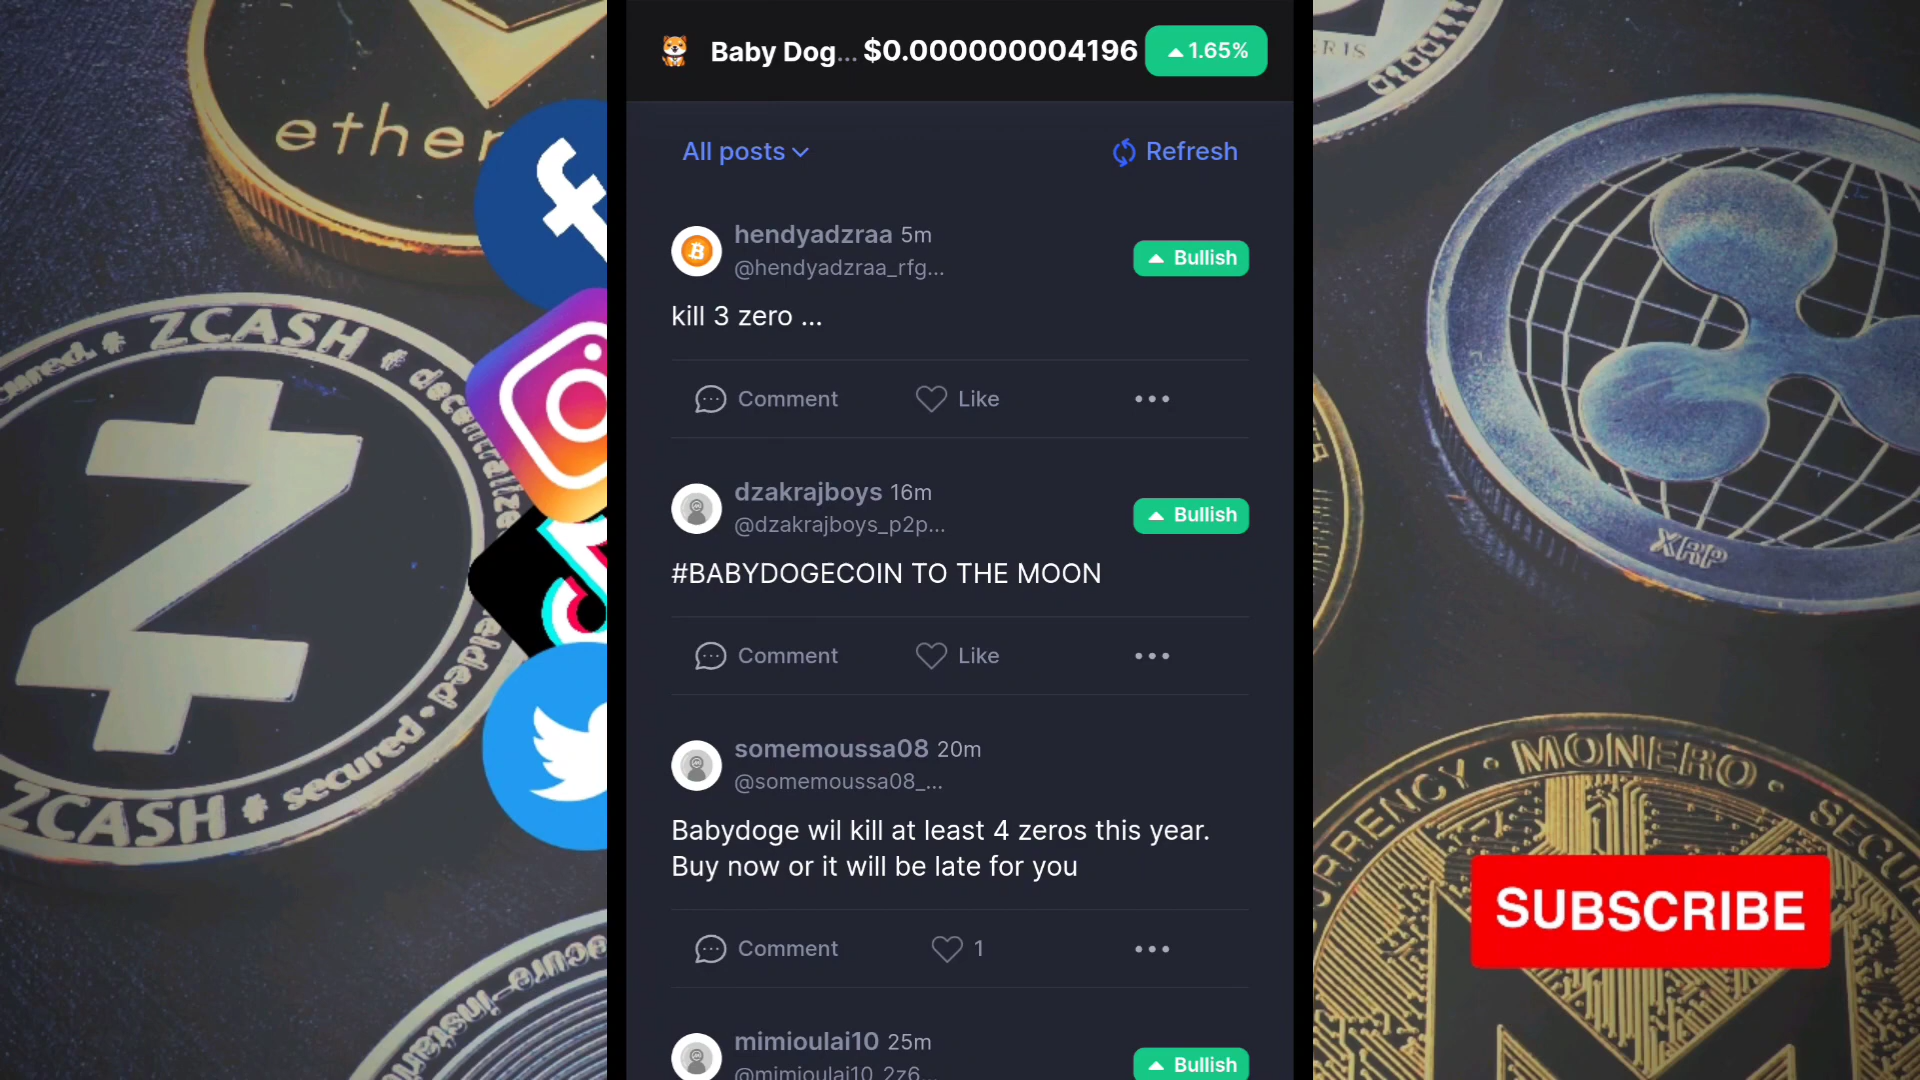 Baby Dog... $0.000000004196 1.65%
All posts
Refresh
hendyadzraa 5m
@hendyadzraa_rfg...
Bullish
kill 3 zero ...
Comment
Like
dzakrajboys 16m
@dzakrajboys_p2p...
Bullish
#BABYDOGECOIN TO THE MOON
Comment
Like
somemoussa08 20m
@somemoussa08_...
Babydoge wil kill at least 4 zeros this year.
Buy now or it will be late for you
Comment
1
mimioulai10 25m
@mimioulai10_2z6...
Bullish
ether
# ZCASH #
ZCASH # secured
XRP
MONERO
SUBSCRIBE